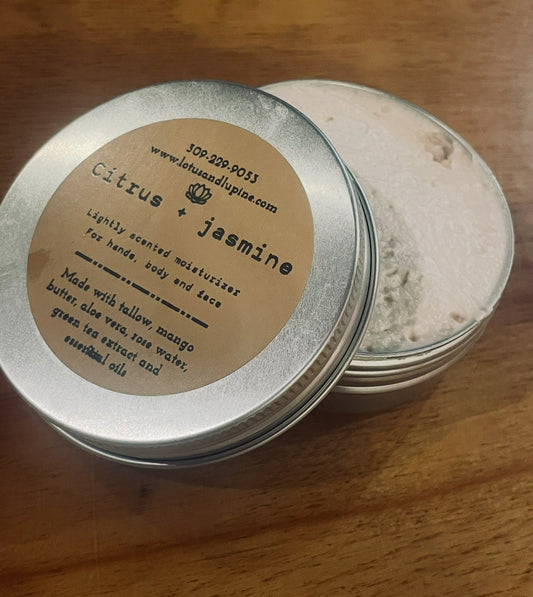 309-229-9053
www.lotusandlupine.com
Citrus + jasmine
Lightly scented moisturizer
For hands, body and face
Made with tallow, mango
butter, aloe vera, rose water,
green tea extract and
essential oils